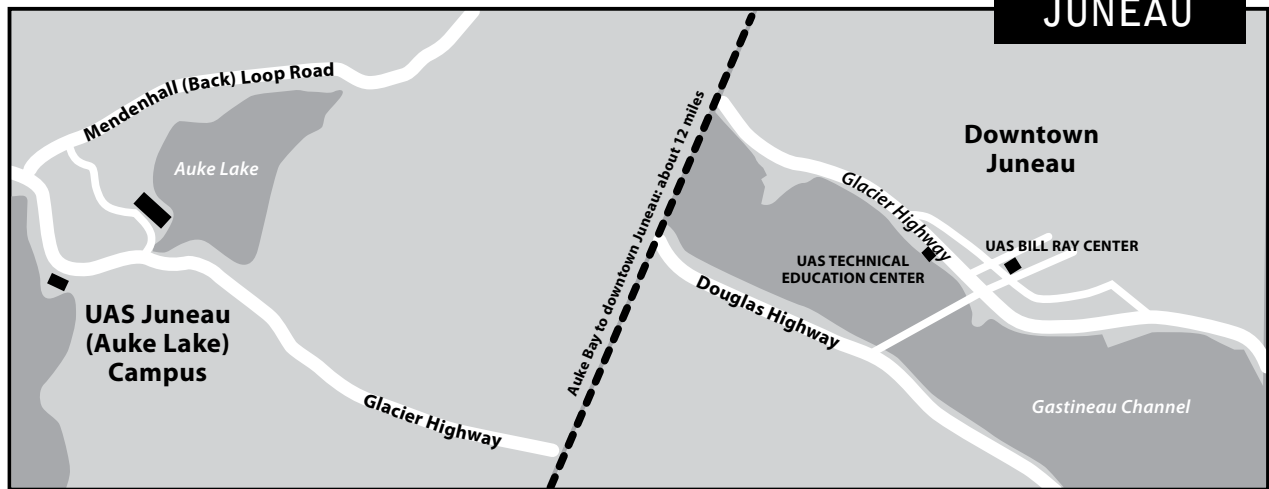 JUNEAU
Mendenhall (Back) Loop Road
Auke Lake
UAS Juneau
(Auke Lake)
Campus
Glacier Highway
Auke Bay to downtown Juneau: about 12 miles
Downtown
Juneau
Glacier Highway
UAS BILL RAY CENTER
UAS TECHNICAL
EDUCATION CENTER
Douglas Highway
Gastineau Channel